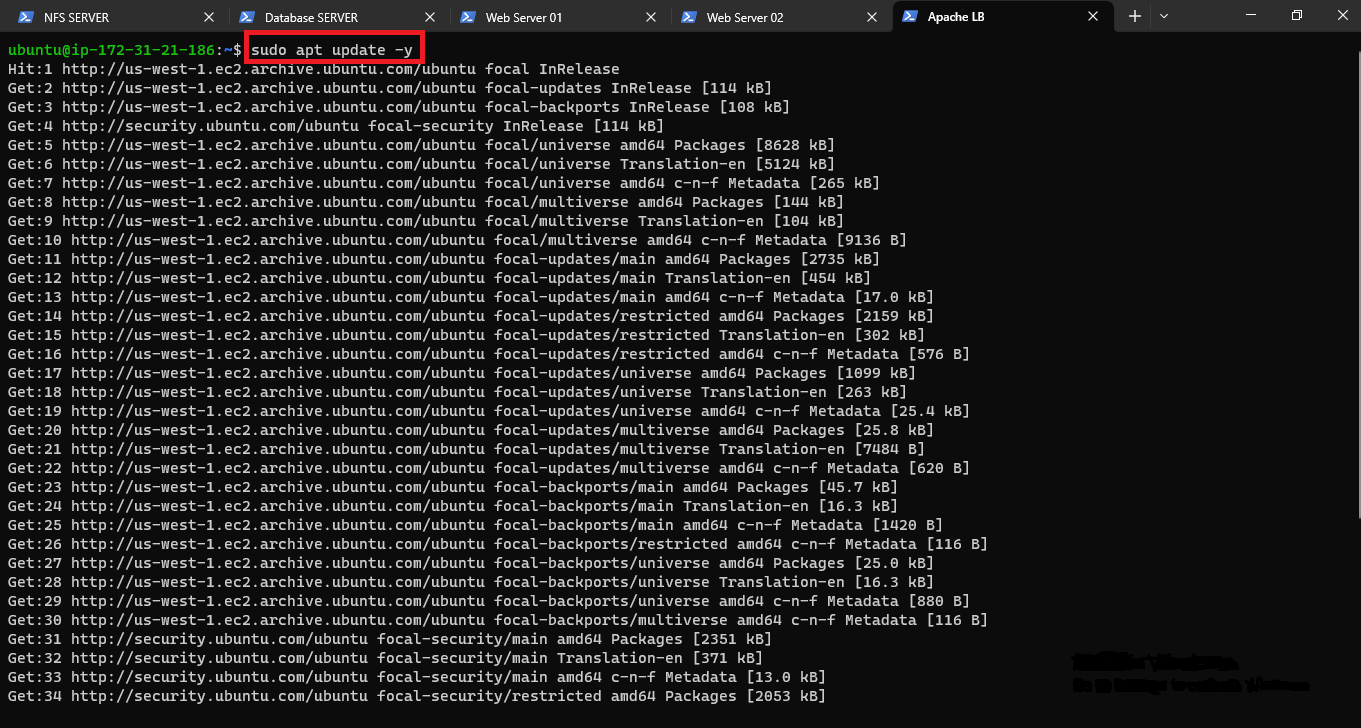 NFS SERVER
Database SERVER
Web Server 01
Web Server 02
Apache LB
ubuntu@ip-172-31-21-186:~$ sudo apt update -y
Hit:1 http://us-west-1.ec2.archive.ubuntu.com/ubuntu focal InRelease
Get:2 http://us-west-1.ec2.archive.ubuntu.com/ubuntu focal-updates InRelease [114 kB]
Get:3 http://us-west-1.ec2.archive.ubuntu.com/ubuntu focal-backports InRelease [108 kB]
Get:4 http://security.ubuntu.com/ubuntu focal-security InRelease [114 kB]
Get:5 http://us-west-1.ec2.archive.ubuntu.com/ubuntu focal/universe amd64 Packages [8628 kB]
Get:6 http://us-west-1.ec2.archive.ubuntu.com/ubuntu focal/universe Translation-en [5124 kB]
Get:7 http://us-west-1.ec2.archive.ubuntu.com/ubuntu focal/universe amd64 c-n-f Metadata [265 kB]
Get:8 http://us-west-1.ec2.archive.ubuntu.com/ubuntu focal/multiverse amd64 Packages [144 kB]
Get:9 http://us-west-1.ec2.archive.ubuntu.com/ubuntu focal/multiverse Translation-en [104 kB]
Get:10 http://us-west-1.ec2.archive.ubuntu.com/ubuntu focal/multiverse amd64 c-n-f Metadata [9136 B]
Get:11 http://us-west-1.ec2.archive.ubuntu.com/ubuntu focal-updates/main amd64 Packages [2735 kB]
Get:12 http://us-west-1.ec2.archive.ubuntu.com/ubuntu focal-updates/main Translation-en [454 kB]
Get:13 http://us-west-1.ec2.archive.ubuntu.com/ubuntu focal-updates/main amd64 c-n-f Metadata [17.0 kB]
Get:14 http://us-west-1.ec2.archive.ubuntu.com/ubuntu focal-updates/restricted amd64 Packages [2159 kB]
Get:15 http://us-west-1.ec2.archive.ubuntu.com/ubuntu focal-updates/restricted Translation-en [302 kB]
Get:16 http://us-west-1.ec2.archive.ubuntu.com/ubuntu focal-updates/restricted amd64 c-n-f Metadata [576 B]
Get:17 http://us-west-1.ec2.archive.ubuntu.com/ubuntu focal-updates/universe amd64 Packages [1099 kB]
Get:18 http://us-west-1.ec2.archive.ubuntu.com/ubuntu focal-updates/universe Translation-en [263 kB]
Get:19 http://us-west-1.ec2.archive.ubuntu.com/ubuntu focal-updates/universe amd64 c-n-f Metadata [25.4 kB]
Get:20 http://us-west-1.ec2.archive.ubuntu.com/ubuntu focal-updates/multiverse amd64 Packages [25.8 kB]
Get:21 http://us-west-1.ec2.archive.ubuntu.com/ubuntu focal-updates/multiverse Translation-en [7484 B]
Get:22 http://us-west-1.ec2.archive.ubuntu.com/ubuntu focal-updates/multiverse amd64 c-n-f Metadata [620 B]
Get:23 http://us-west-1.ec2.archive.ubuntu.com/ubuntu focal-backports/main amd64 Packages [45.7 kB]
Get:24 http://us-west-1.ec2.archive.ubuntu.com/ubuntu focal-backports/main Translation-en [16.3 kB]
Get:25 http://us-west-1.ec2.archive.ubuntu.com/ubuntu focal-backports/main amd64 c-n-f Metadata [1420 B]
Get:26 http://us-west-1.ec2.archive.ubuntu.com/ubuntu focal-backports/restricted amd64 c-n-f Metadata [116 B]
Get:27 http://us-west-1.ec2.archive.ubuntu.com/ubuntu focal-backports/universe amd64 Packages [25.0 kB]
Get:28 http://us-west-1.ec2.archive.ubuntu.com/ubuntu focal-backports/universe Translation-en [16.3 kB]
Get:29 http://us-west-1.ec2.archive.ubuntu.com/ubuntu focal-backports/universe amd64 c-n-f Metadata [880 B]
Get:30 http://us-west-1.ec2.archive.ubuntu.com/ubuntu focal-backports/multiverse amd64 c-n-f Metadata [116 B]
Get:31 http://security.ubuntu.com/ubuntu focal-security/main amd64 Packages [2351 kB]
Get:32 http://security.ubuntu.com/ubuntu focal-security/main Translation-en [371 kB]
Get:33 http://security.ubuntu.com/ubuntu focal-security/main amd64 c-n-f Metadata [13.0 kB]
Get:34 http://security.ubuntu.com/ubuntu focal-security/restricted amd64 Packages [2053 kB]